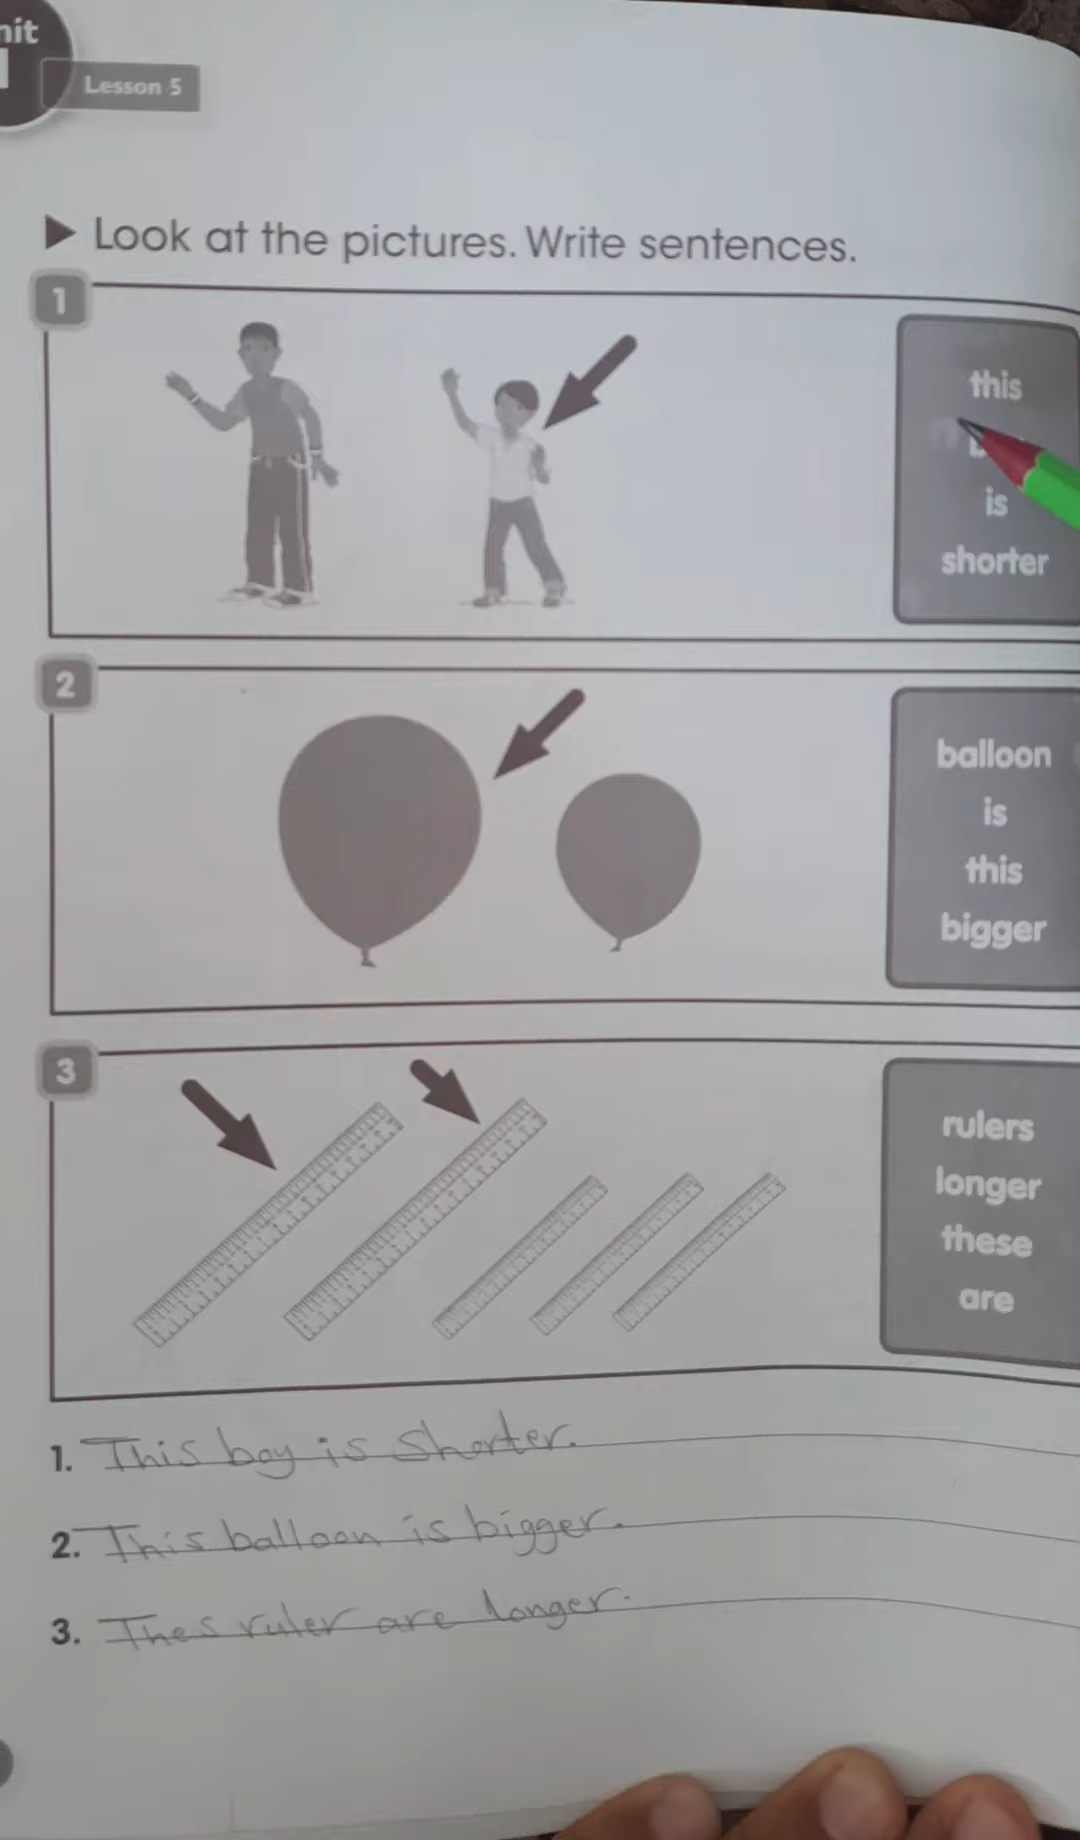 Lesson 5
Look at the pictures. Write sentences.
1
this
is
shorter
2
balloon
is
this
bigger
3
rulers
longer
these
are
1. This boy is shorter.
2. This balloon is bigger.
3. Thes ruler are longer.